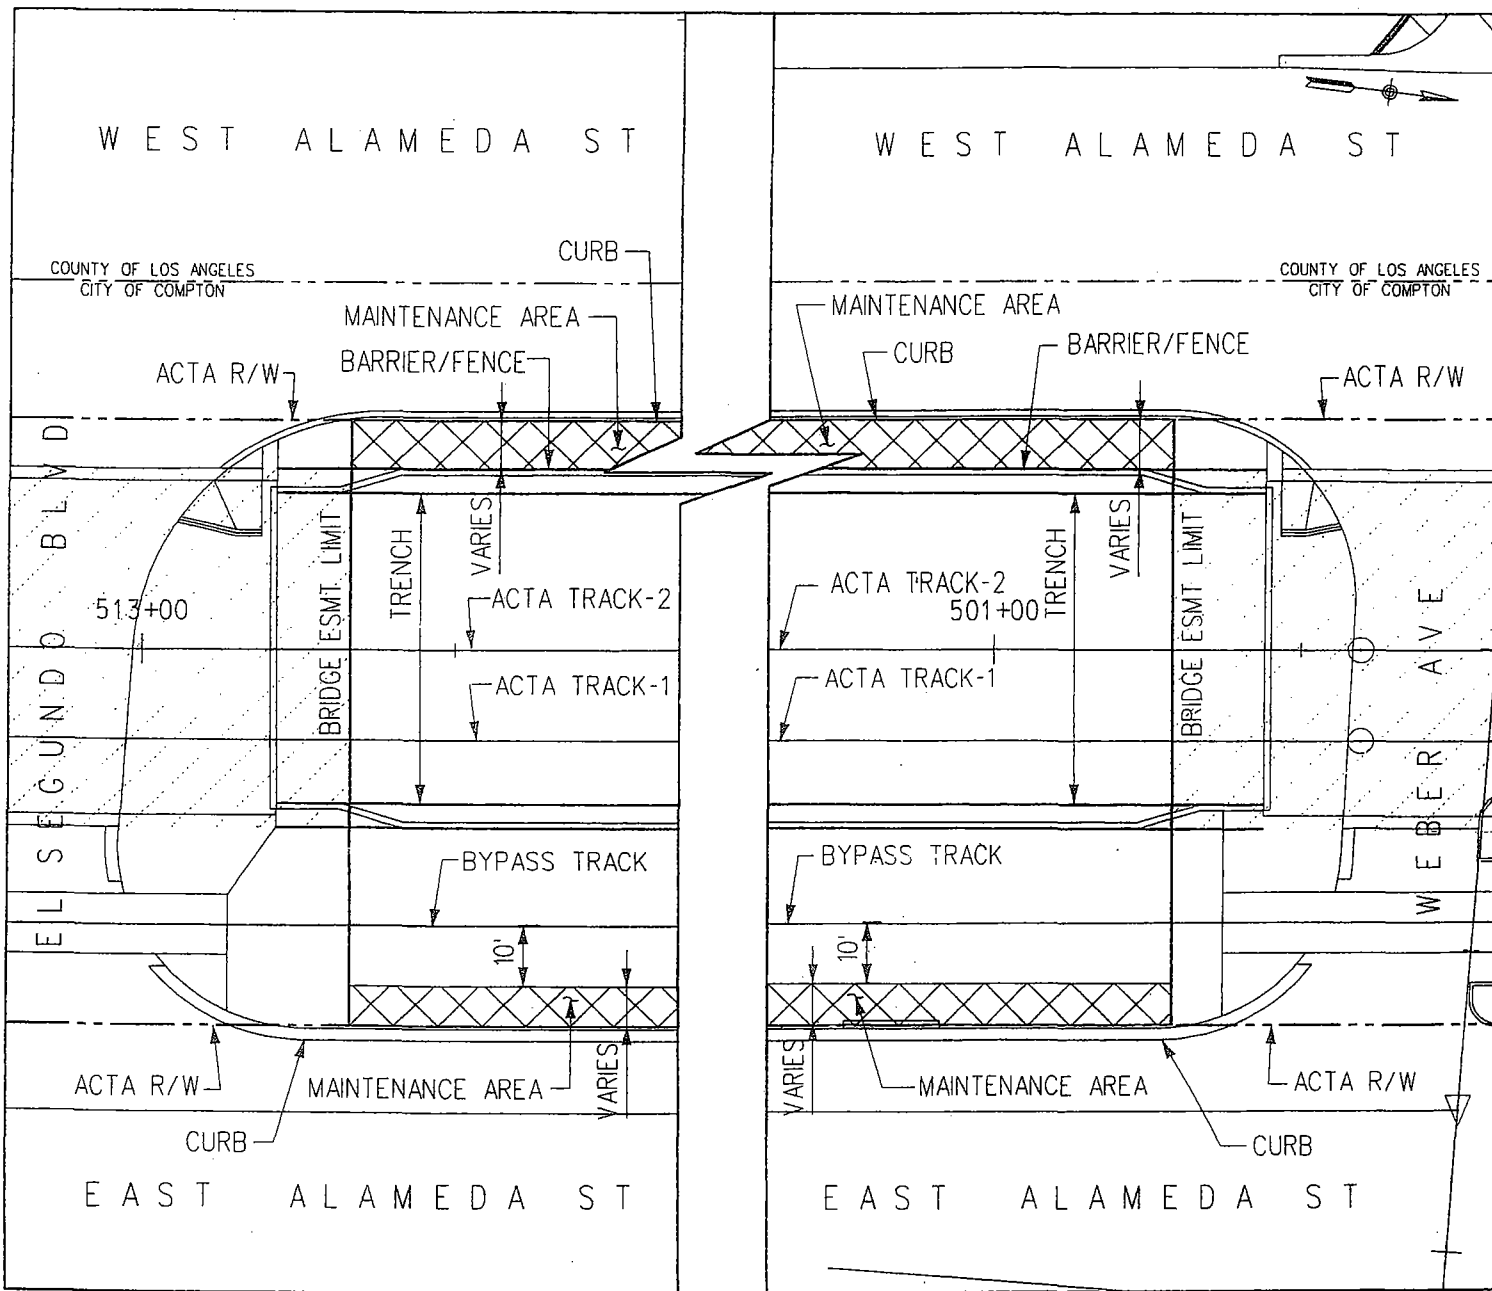 WEST ALAMEDA ST
WEST ALAMEDA ST
CURB
COUNTY OF LOS ANGELES
CITY OF COMPTON
COUNTY OF LOS ANGELES
CITY OF COMPTON
MAINTENANCE AREA
MAINTENANCE AREA
BARRIER/FENCE
CURB
BARRIER/FENCE
ACTA R/W
ACTA R/W
EL SEGUNDO BLVD
BRIDGE ESMT LIMIT
TRENCH
VARIES
VARIES
TRENCH
BRIDGE ESMT LIMIT
WEBER AVE
513+00
ACTA TRACK-2
ACTA TRACK-2
501+00
ACTA TRACK-1
ACTA TRACK-1
BYPASS TRACK
BYPASS TRACK
10'
10'
ACTA R/W
MAINTENANCE AREA
VARIES
VARIES
MAINTENANCE AREA
ACTA R/W
CURB
CURB
EAST ALAMEDA ST
EAST ALAMEDA ST